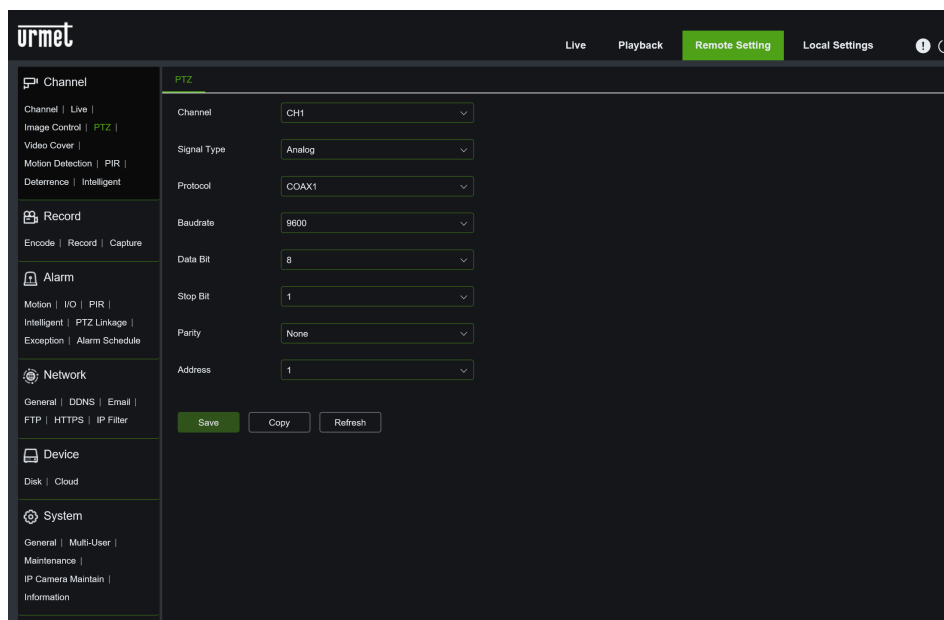 urmet
Live Playback Remote Setting Local Settings
Channel
Channel | Live |
Image Control | PTZ |
Video Cover |
Motion Detection | PIR |
Deterrence | Intelligent
Record
Encode | Record | Capture
Alarm
Motion | I/O | PIR |
Intelligent | PTZ Linkage |
Exception | Alarm Schedule
Network
General | DDNS | Email |
FTP | HTTPS | IP Filter
Device
Disk | Cloud
System
General | Multi-User |
Maintenance |
IP Camera Maintain |
Information
PTZ
Channel CH1
Signal Type Analog
Protocol COAX1
Baudrate 9600
Data Bit 8
Stop Bit 1
Parity None
Address 1
Save Copy Refresh